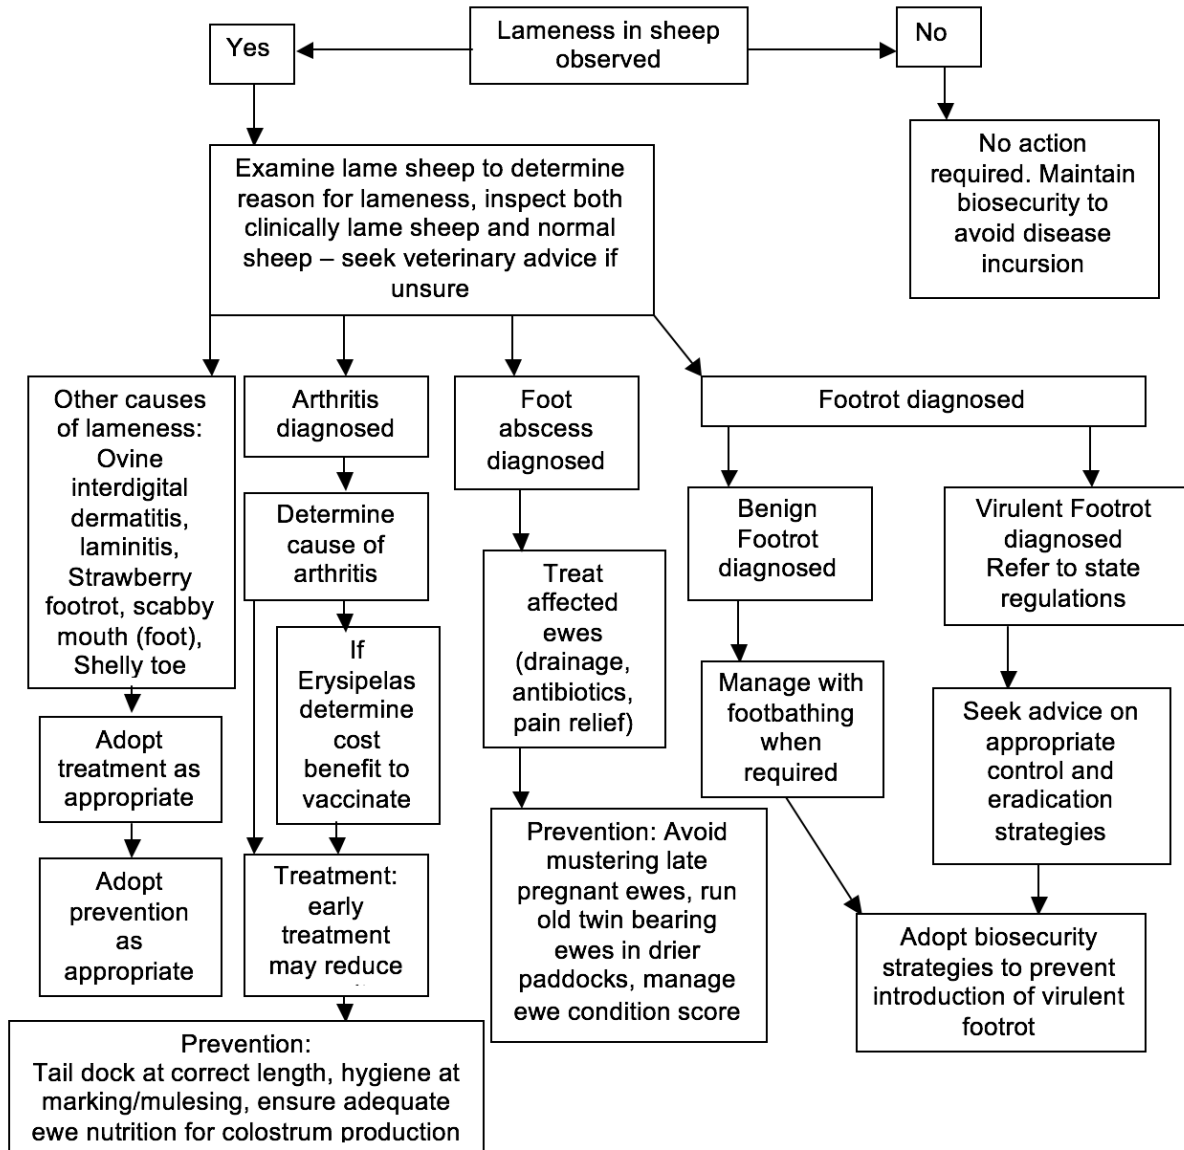 Lameness in sheep
observed
Yes
No
No action
required. Maintain
biosecurity to
avoid disease
incursion
Examine lame sheep to determine
reason for lameness, inspect both
clinically lame sheep and normal
sheep – seek veterinary advice if
unsure
Other causes
of lameness:
Ovine
interdigital
dermatitis,
laminitis,
Strawberry
footrot, scabby
mouth (foot),
Shelly toe
Adopt
treatment as
appropriate
Adopt
prevention
as
appropriate
Arthritis
diagnosed
Determine
cause of
arthritis
If
Erysipelas
determine
cost
benefit to
vaccinate
Treatment:
early
treatment
may reduce
Prevention:
Tail dock at correct length, hygiene at
marking/mulesing, ensure adequate
ewe nutrition for colostrum production
Foot
abscess
diagnosed
Treat
affected
ewes
(drainage,
antibiotics,
pain relief)
Prevention: Avoid
mustering late
pregnant ewes, run
old twin bearing
ewes in drier
paddocks, manage
ewe condition score
Footrot diagnosed
Benign
Footrot
diagnosed
Manage with
footbathing
when
required
Virulent Footrot
diagnosed
Refer to state
regulations
Seek advice on
appropriate
control and
eradication
strategies
Adopt biosecurity
strategies to prevent
introduction of virulent
footrot